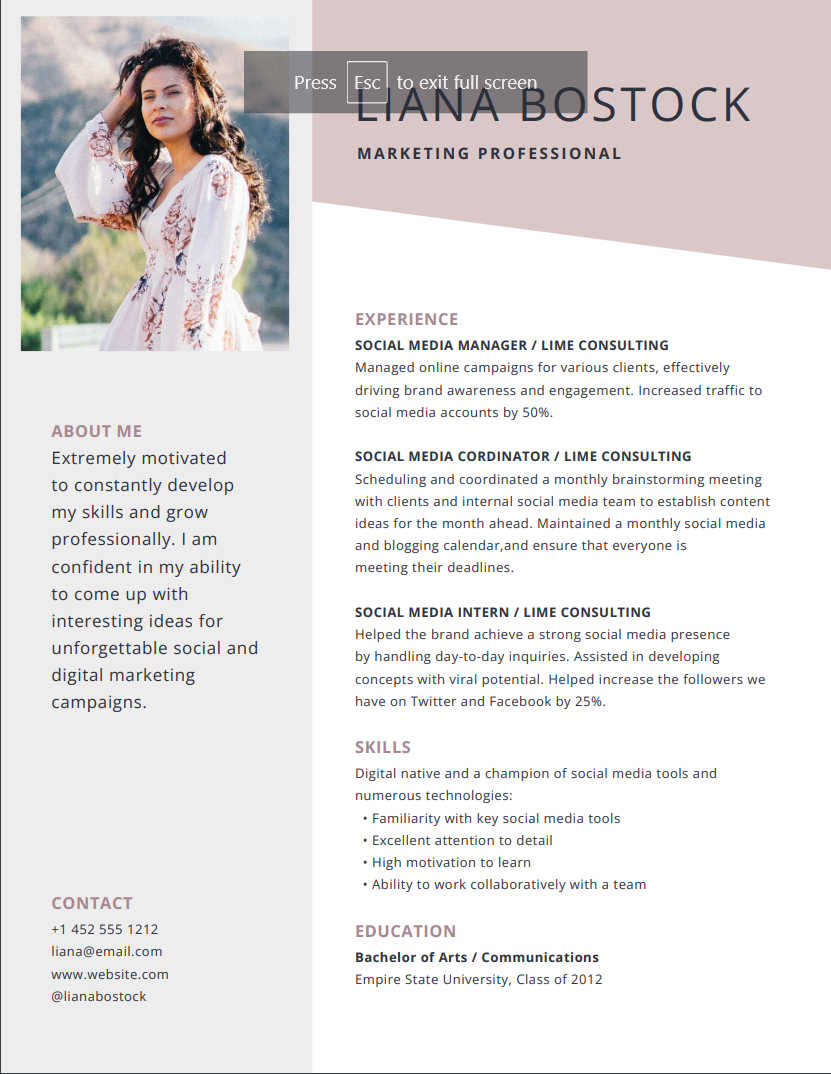 Press Esc to exit full screen
LIANA BOSTOCK
MARKETING PROFESSIONAL
ABOUT ME
Extremely motivated
to constantly develop
my skills and grow
professionally. I am
confident in my ability
to come up with
interesting ideas for
unforgettable social and
digital marketing
campaigns.
CONTACT
+1 452 555 1212
liana@email.com
www.website.com
@lianabostock
EXPERIENCE
SOCIAL MEDIA MANAGER / LIME CONSULTING
Managed online campaigns for various clients, effectively
driving brand awareness and engagement. Increased traffic to
social media accounts by 50%.
SOCIAL MEDIA CORDINATOR / LIME CONSULTING
Scheduling and coordinated a monthly brainstorming meeting
with clients and internal social media team to establish content
ideas for the month ahead. Maintained a monthly social media
and blogging calendar,and ensure that everyone is
meeting their deadlines.
SOCIAL MEDIA INTERN / LIME CONSULTING
Helped the brand achieve a strong social media presence
by handling day-to-day inquiries. Assisted in developing
concepts with viral potential. Helped increase the followers we
have on Twitter and Facebook by 25%.
SKILLS
Digital native and a champion of social media tools and
numerous technologies:
• Familiarity with key social media tools
• Excellent attention to detail
• High motivation to learn
• Ability to work collaboratively with a team
EDUCATION
Bachelor of Arts / Communications
Empire State University, Class of 2012